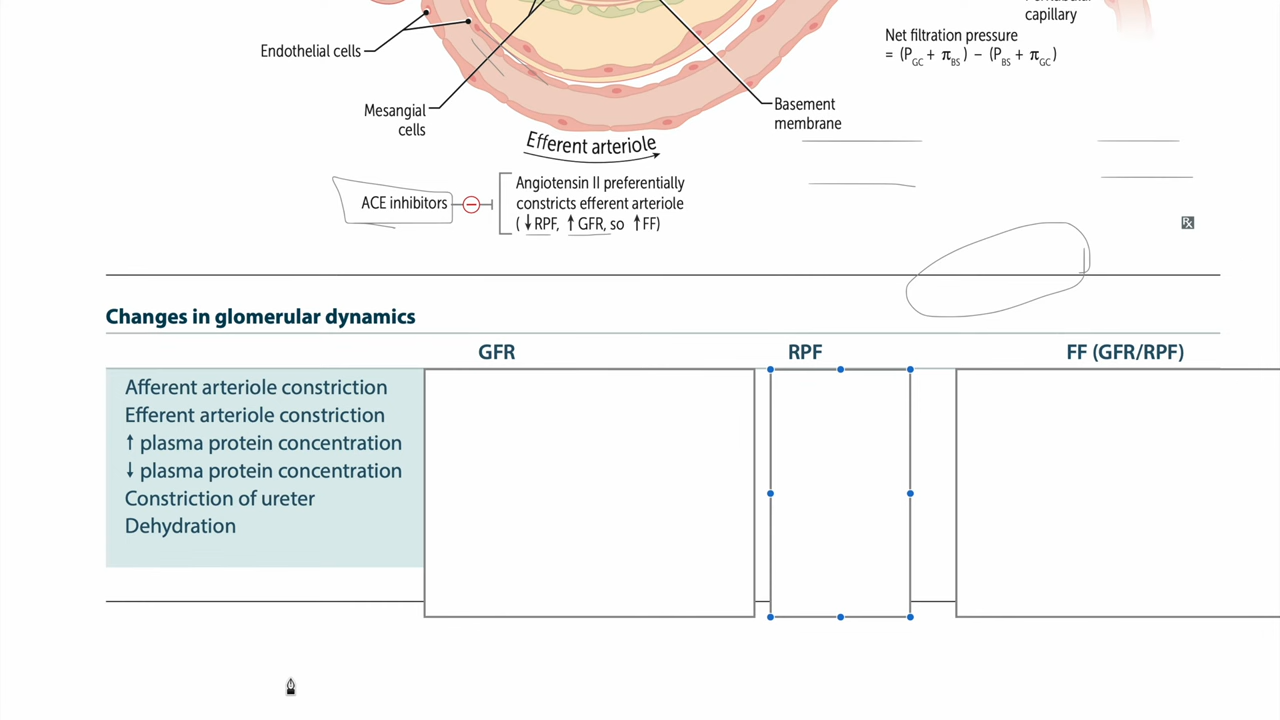 capillary
Net filtration pressure
= (P_GC + π_BS) − (P_BS + π_GC)
Endothelial cells
Mesangial
cells
Basement
membrane
Efferent arteriole
ACE inhibitors
−
Angiotensin II preferentially
constricts efferent arteriole
(↓RPF, ↑GFR, so ↑FF)
Rx
Changes in glomerular dynamics
GFR RPF FF (GFR/RPF)
Afferent arteriole constriction
Efferent arteriole constriction
↑ plasma protein concentration
↓ plasma protein concentration
Constriction of ureter
Dehydration